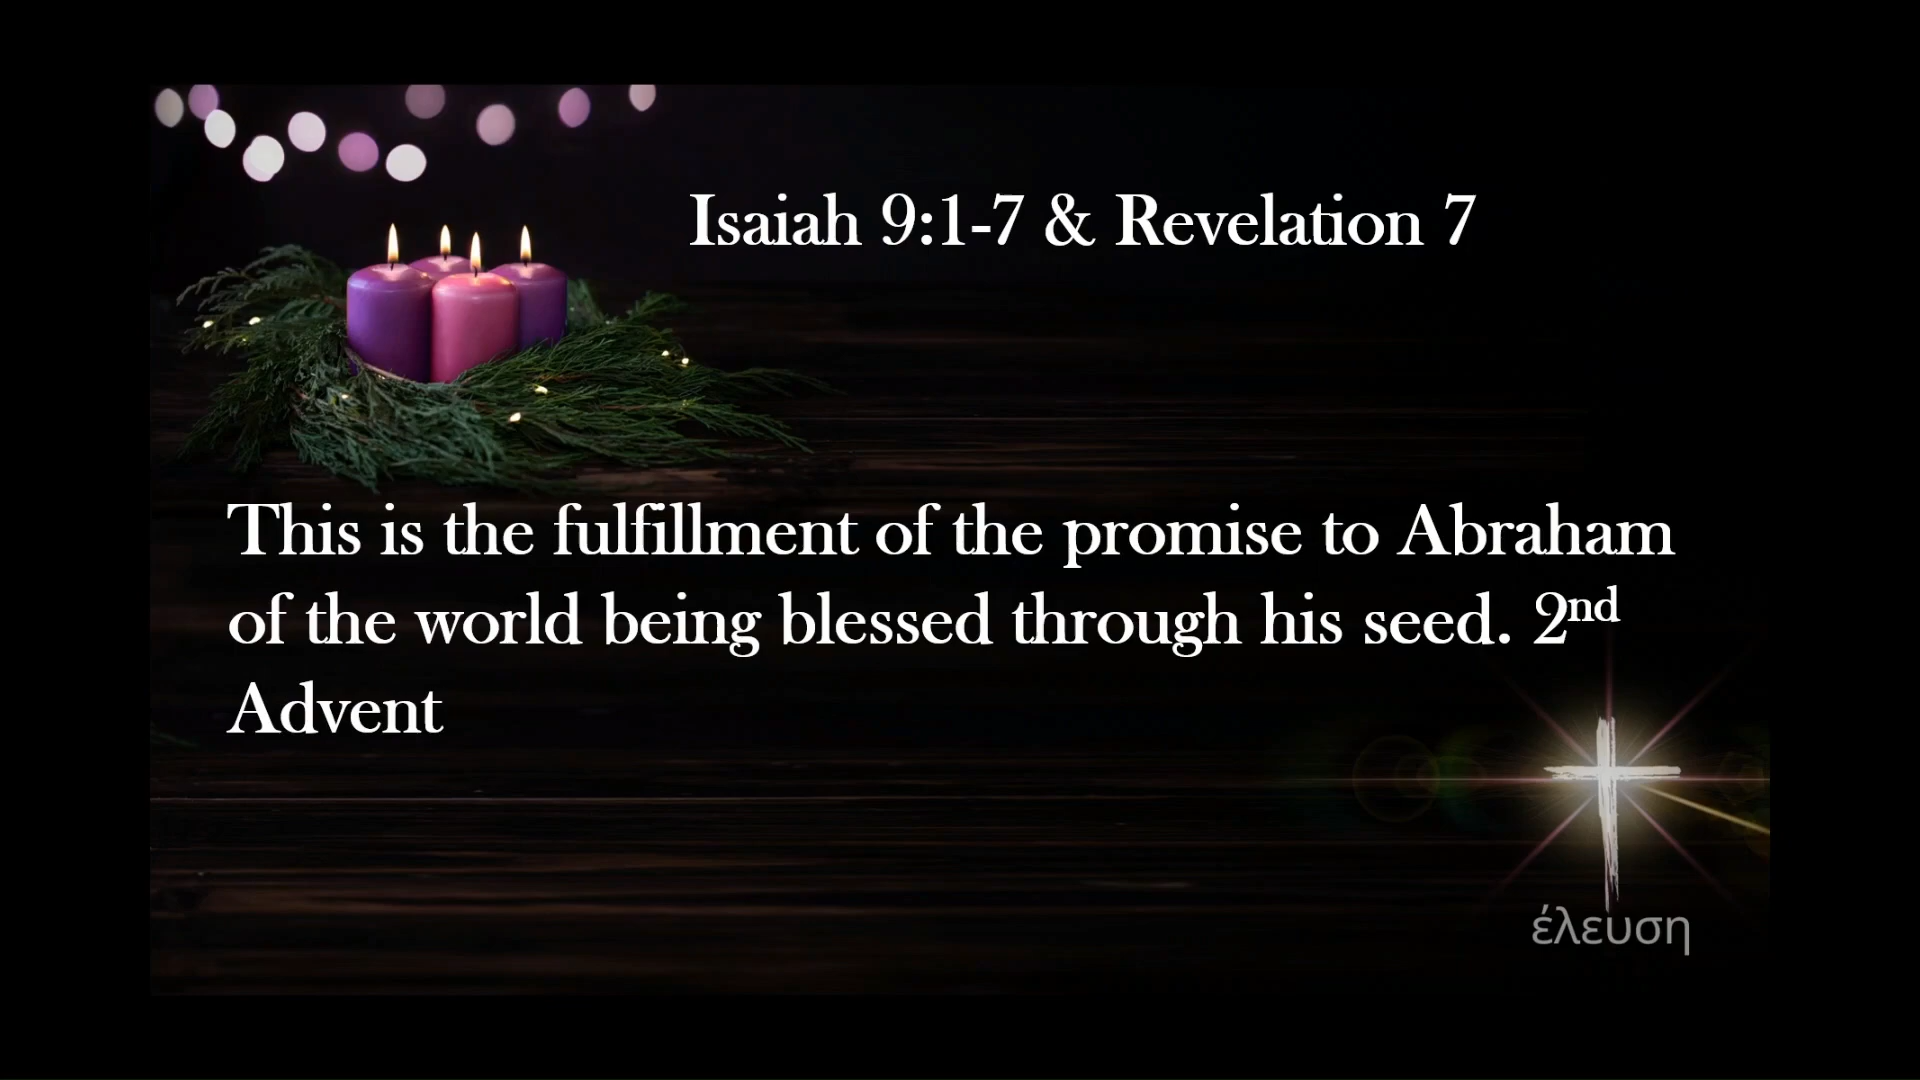 Isaiah 9:1-7 & Revelation 7
This is the fulfillment of the promise to Abraham
of the world being blessed through his seed. 2nd
Advent
έλευση